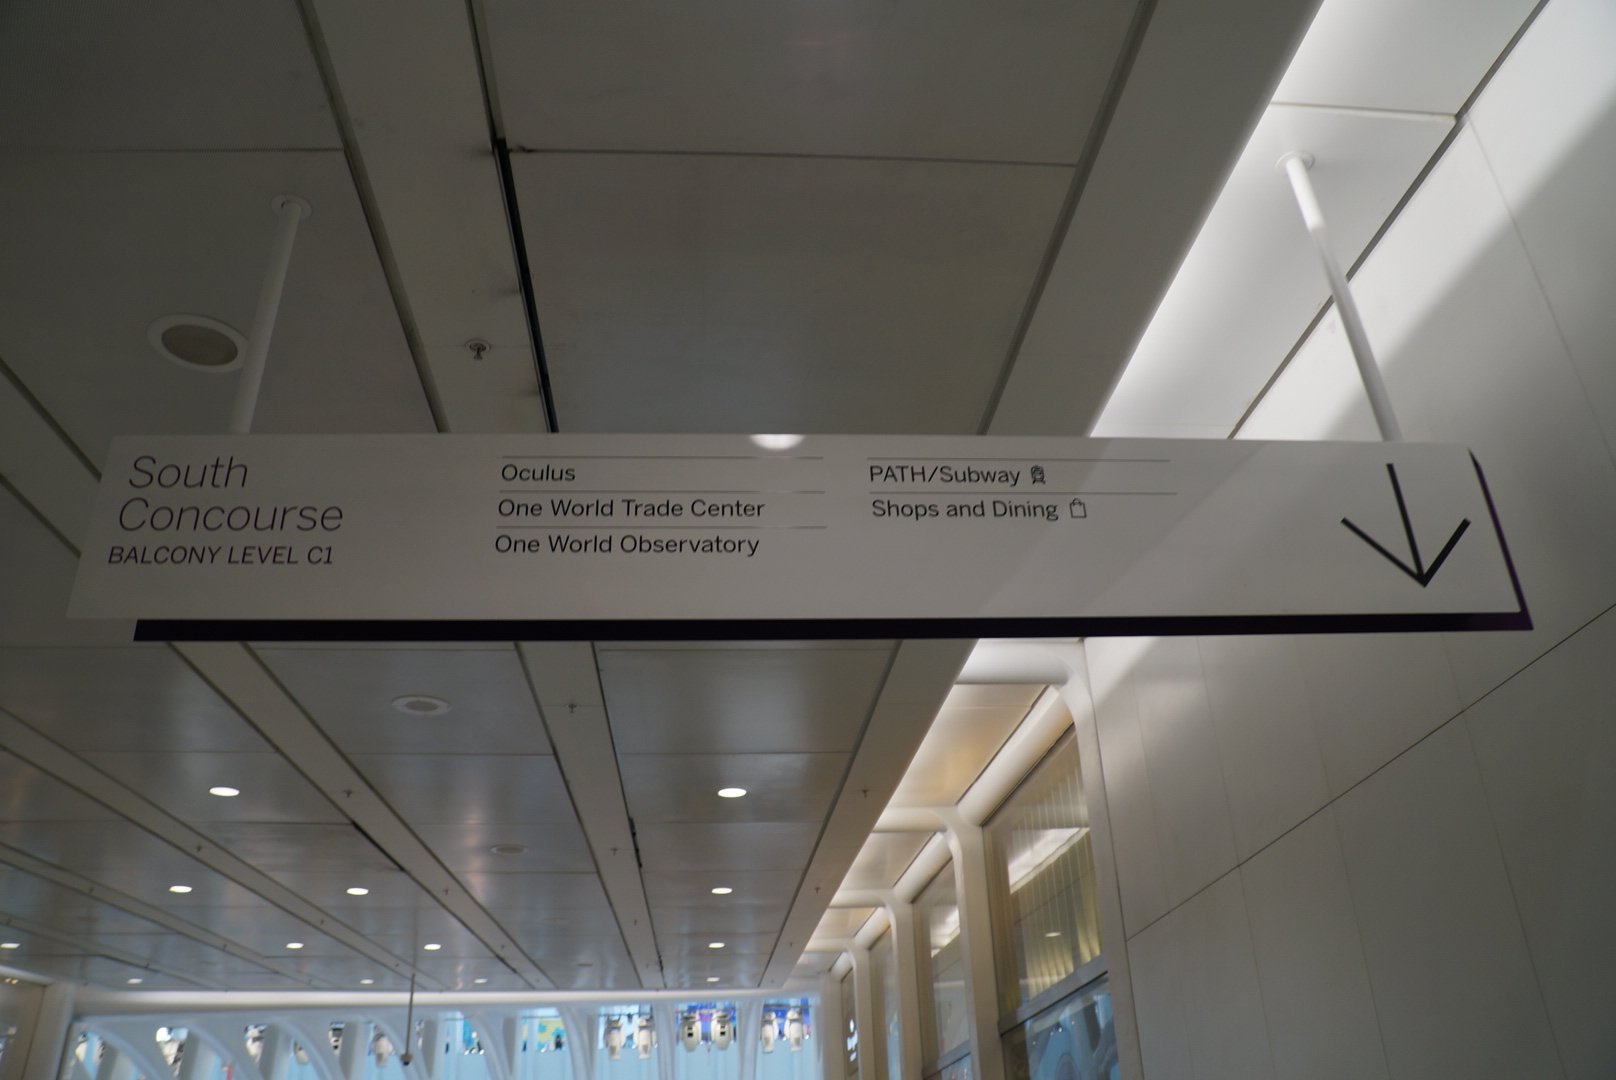 South
Concourse
BALCONY LEVEL C1
Oculus
One World Trade Center
One World Observatory
PATH/Subway
Shops and Dining